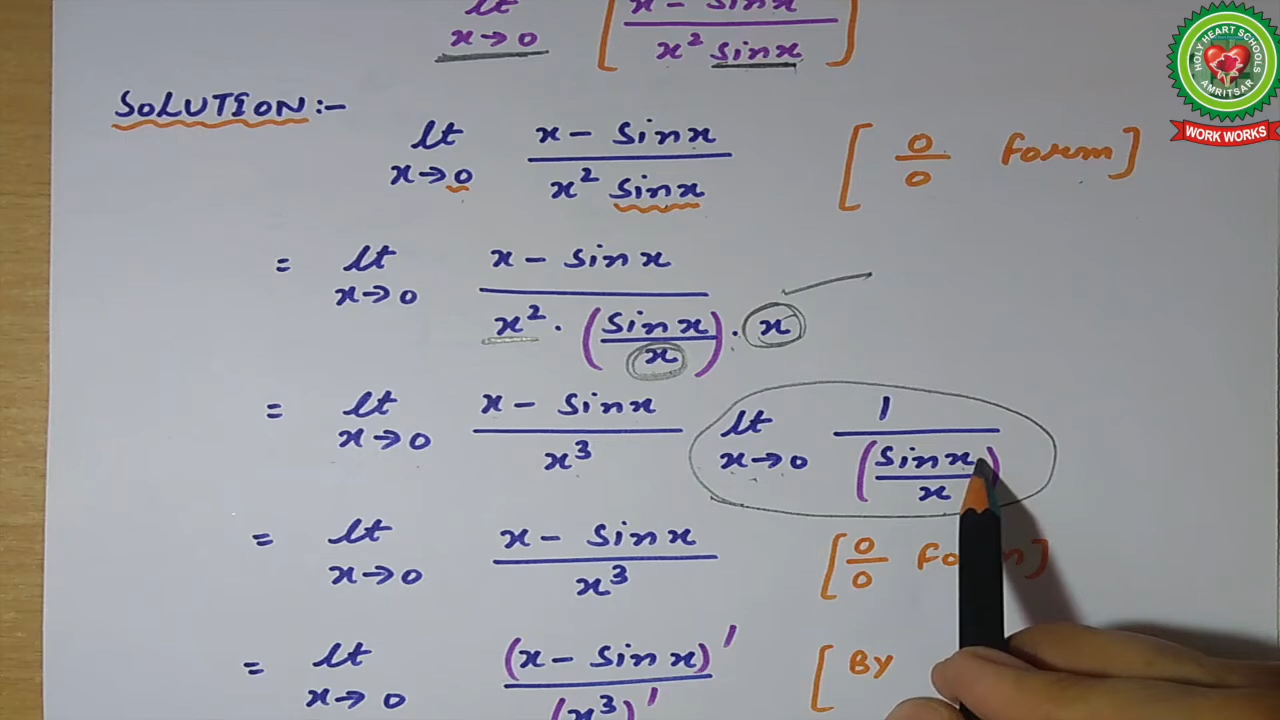 lt x→0 [ x - sinx / x² sinx ]
SOLUTION:-
lt x→0 x - sinx / x² sinx [ 0/0 Form ]
= lt x→0 x - sinx / x² · (sinx / x) · x
= lt x→0 x - sinx / x³ lt x→0 1 / (sinx / x)
= lt x→0 x - sinx / x³ [ 0/0 ]
= lt x→0 (x - sinx)' / (x³)' [ BY
HOLY HEART SCHOOLS
AMRITSAR
WORK WORKS